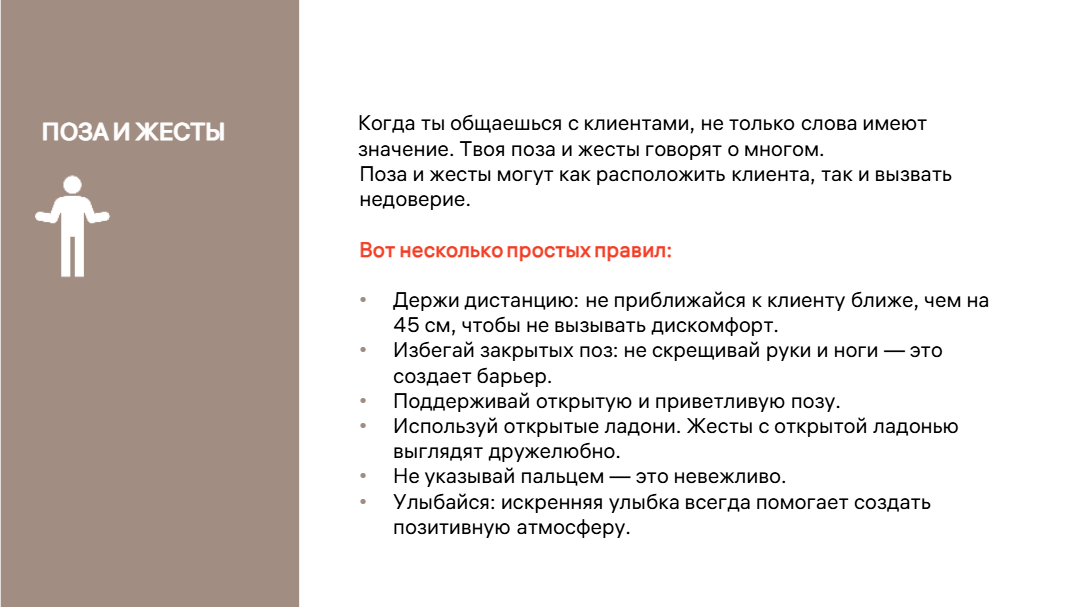 ПОЗА И ЖЕСТЫ
Когда ты общаешься с клиентами, не только слова имеют
значение. Твоя поза и жесты говорят о многом.
Поза и жесты могут как расположить клиента, так и вызвать
недоверие.
Вот несколько простых правил:
• Держи дистанцию: не приближайся к клиенту ближе, чем на
45 см, чтобы не вызывать дискомфорт.
• Избегай закрытых поз: не скрещивай руки и ноги — это
создает барьер.
• Поддерживай открытую и приветливую позу.
• Используй открытые ладони. Жесты с открытой ладонью
выглядят дружелюбно.
• Не указывай пальцем — это невежливо.
• Улыбайся: искренняя улыбка всегда помогает создать
позитивную атмосферу.